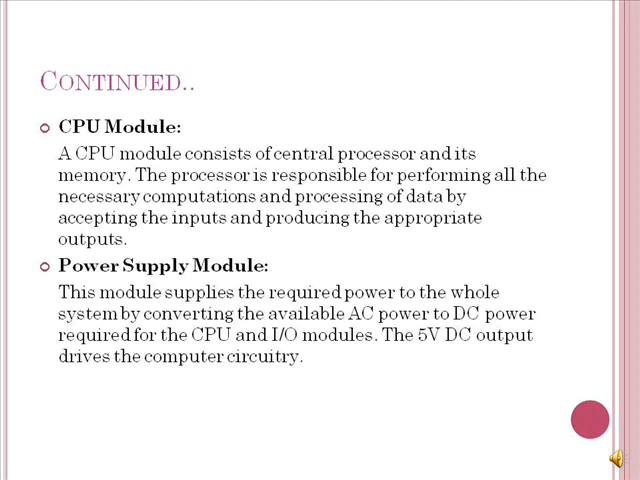 CONTINUED..
CPU Module:
A CPU module consists of central processor and its
memory. The processor is responsible for performing all the
necessary computations and processing of data by
accepting the inputs and producing the appropriate
outputs.
Power Supply Module:
This module supplies the required power to the whole
system by converting the available AC power to DC power
required for the CPU and I/O modules. The 5V DC output
drives the computer circuitry.